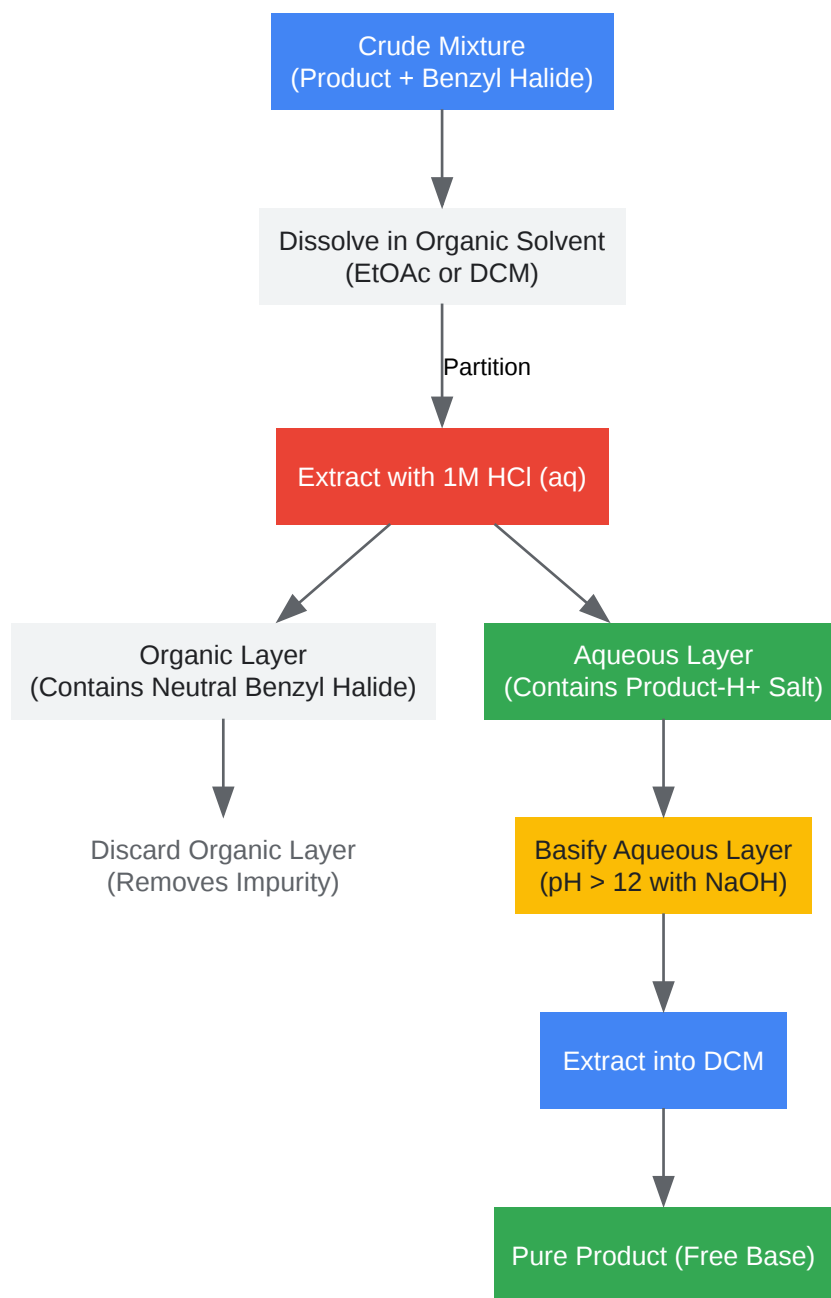 Crude Mixture
(Product + Benzyl Halide)
Dissolve in Organic Solvent
(EtOAc or DCM)
Partition
Extract with 1M HCl (aq)
Organic Layer
(Contains Neutral Benzyl Halide)
Aqueous Layer
(Contains Product-H+ Salt)
Discard Organic Layer
(Removes Impurity)
Basify Aqueous Layer
(pH > 12 with NaOH)
Extract into DCM
Pure Product (Free Base)